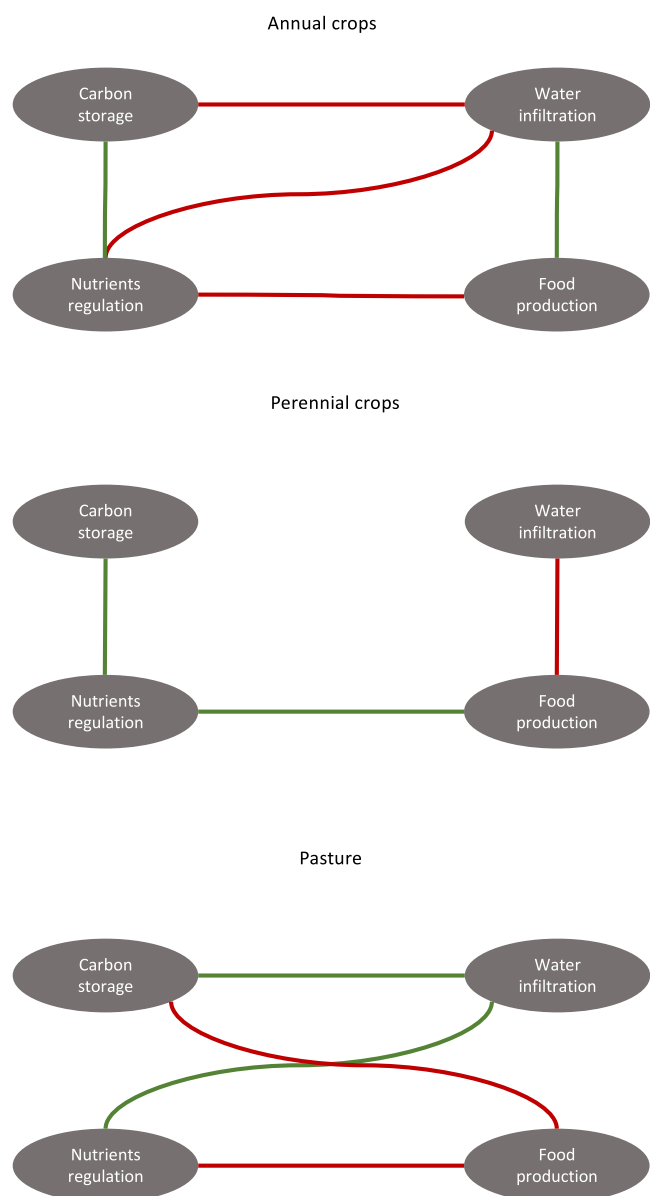 Annual crops
Carbon
storage
Water
infiltration
Nutrients
regulation
Food
production
Perennial crops
Carbon
storage
Water
infiltration
Nutrients
regulation
Food
production
Pasture
Carbon
storage
Water
infiltration
Nutrients
regulation
Food
production